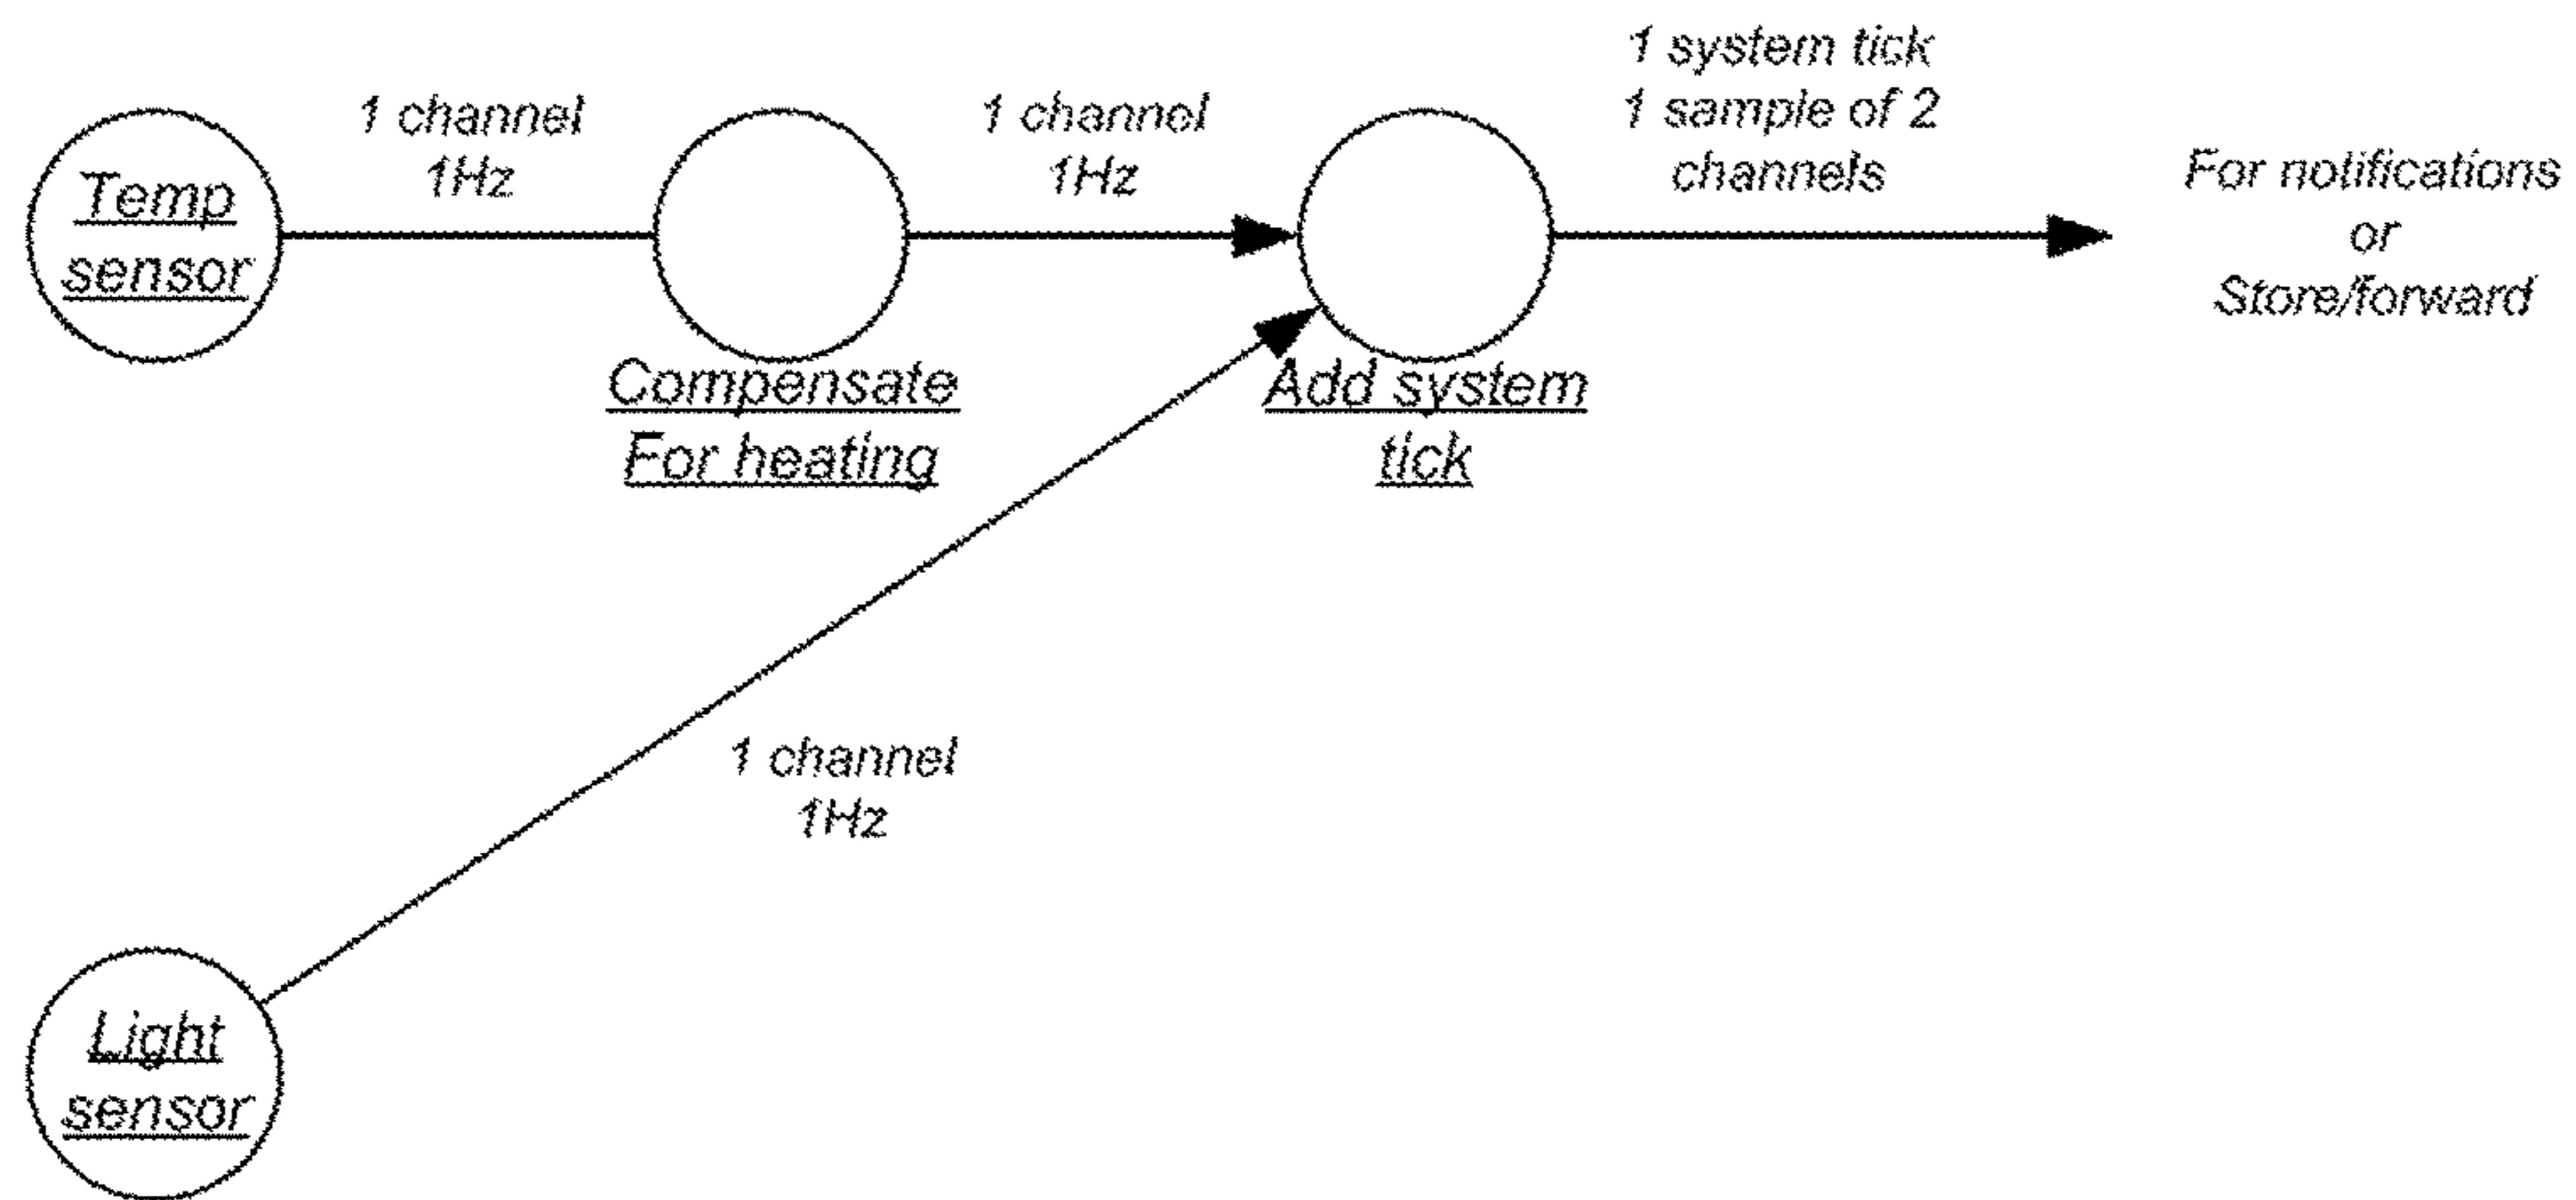 Temp
sensor
1 channel
1Hz
Compensate
For heating
1 channel
1Hz
Add system
tick
1 system tick
1 sample of 2
channels
For notifications
or
Store/forward
1 channel
1Hz
Light
sensor